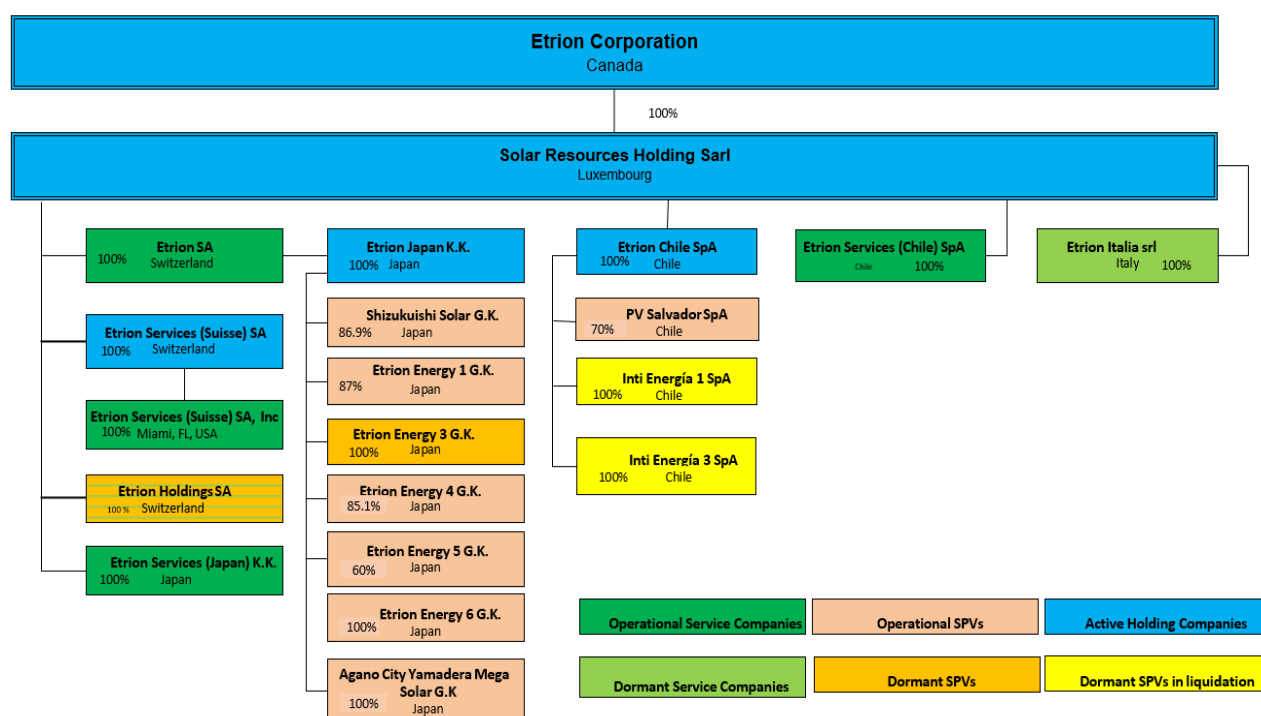 Etrion Corporation
Canada
100%
Solar Resources Holding Sarl
Luxembourg
Etrion SA
100% Switzerland
Etrion Services (Suisse) SA
100% Switzerland
Etrion Services (Suisse) SA, Inc
100% Miami, FL, USA
Etrion Holdings SA
100 % Switzerland
Etrion Services (Japan) K.K.
100% Japan
Etrion Japan K.K.
100% Japan
Shizukuishi Solar G.K.
86.9% Japan
Etrion Energy 1 G.K.
87% Japan
Etrion Energy 3 G.K.
100% Japan
Etrion Energy 4 G.K.
85.1% Japan
Etrion Energy 5 G.K.
60% Japan
Etrion Energy 6 G.K.
100% Japan
Agano City Yamadera Mega
Solar G.K
100% Japan
Etrion Chile SpA
100% Chile
PV Salvador SpA
70% Chile
Inti Energía 1 SpA
100% Chile
Inti Energía 3 SpA
100% Chile
Etrion Services (Chile) SpA
Chile 100%
Etrion Italia srl
Italy 100%
Operational Service Companies
Operational SPVs
Active Holding Companies
Dormant Service Companies
Dormant SPVs
Dormant SPVs in liquidation